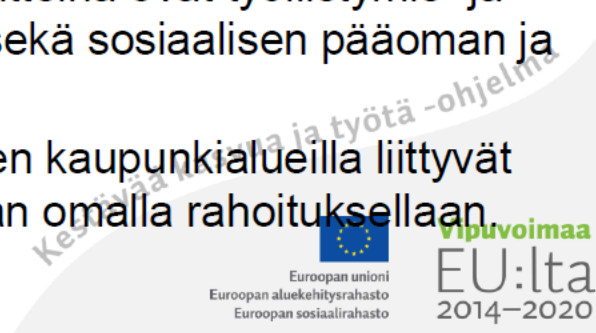 sekä sosiaalisen pääoman ja
Kestävää kasvua ja työtä -ohjelma
en kaupunkialueilla liittyvät
an omalla rahoituksellaan.
Vipuvoimaa
EU:lta
2014–2020
Euroopan unioni
Euroopan aluekehitysrahasto
Euroopan sosiaalirahasto